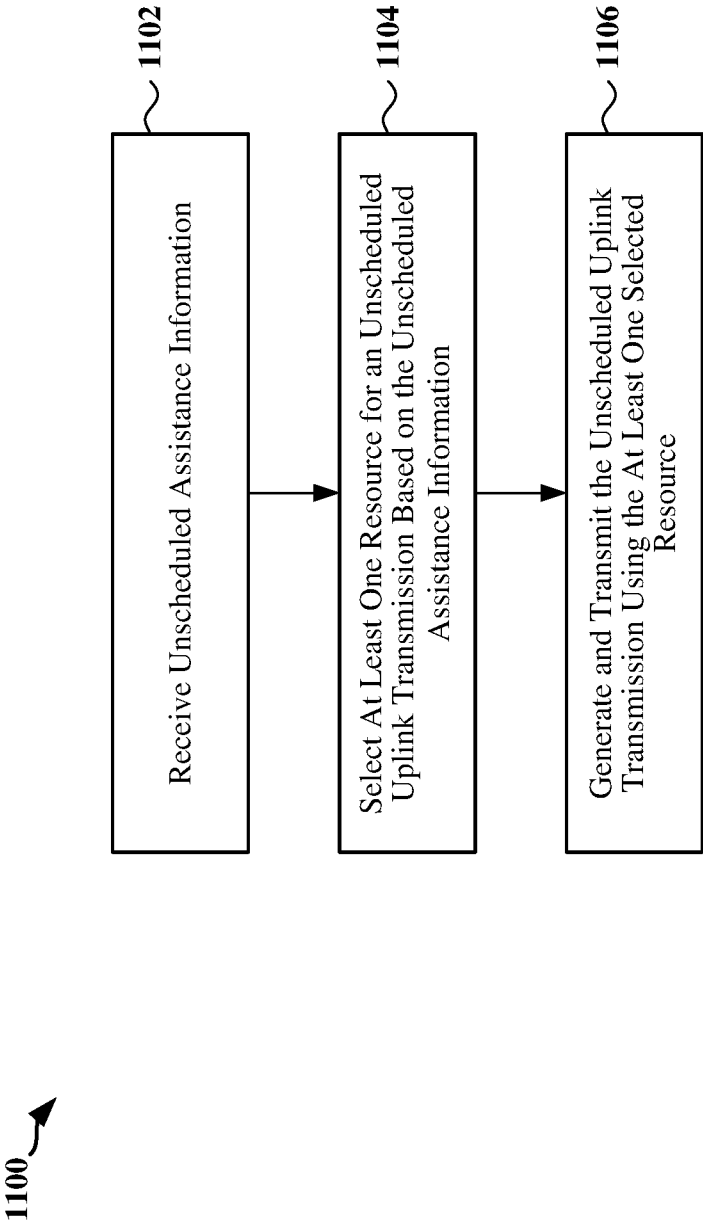 1100
1102
Receive Unscheduled Assistance Information
1104
Select At Least One Resource for an Unscheduled
Uplink Transmission Based on the Unscheduled
Assistance Information
1106
Generate and Transmit the Unscheduled Uplink
Transmission Using the At Least One Selected
Resource